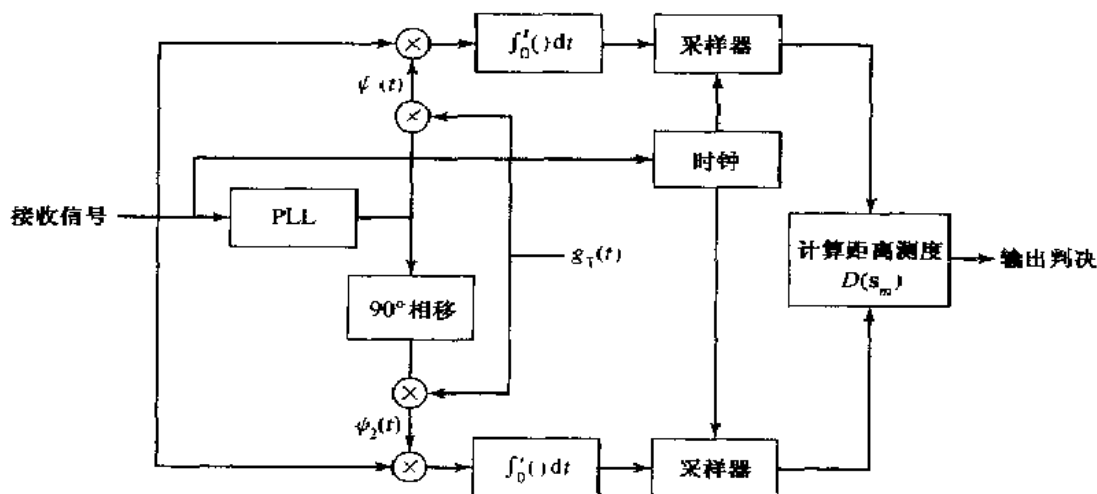 ∫₀ᵗ( )dt
采样器
ψ (t)
时钟
接收信号
PLL
g_T(t)
计算距离测度
D(s_m)
输出判决
90°相移
ψ₂(t)
∫₀ᵗ( )dt
采样器